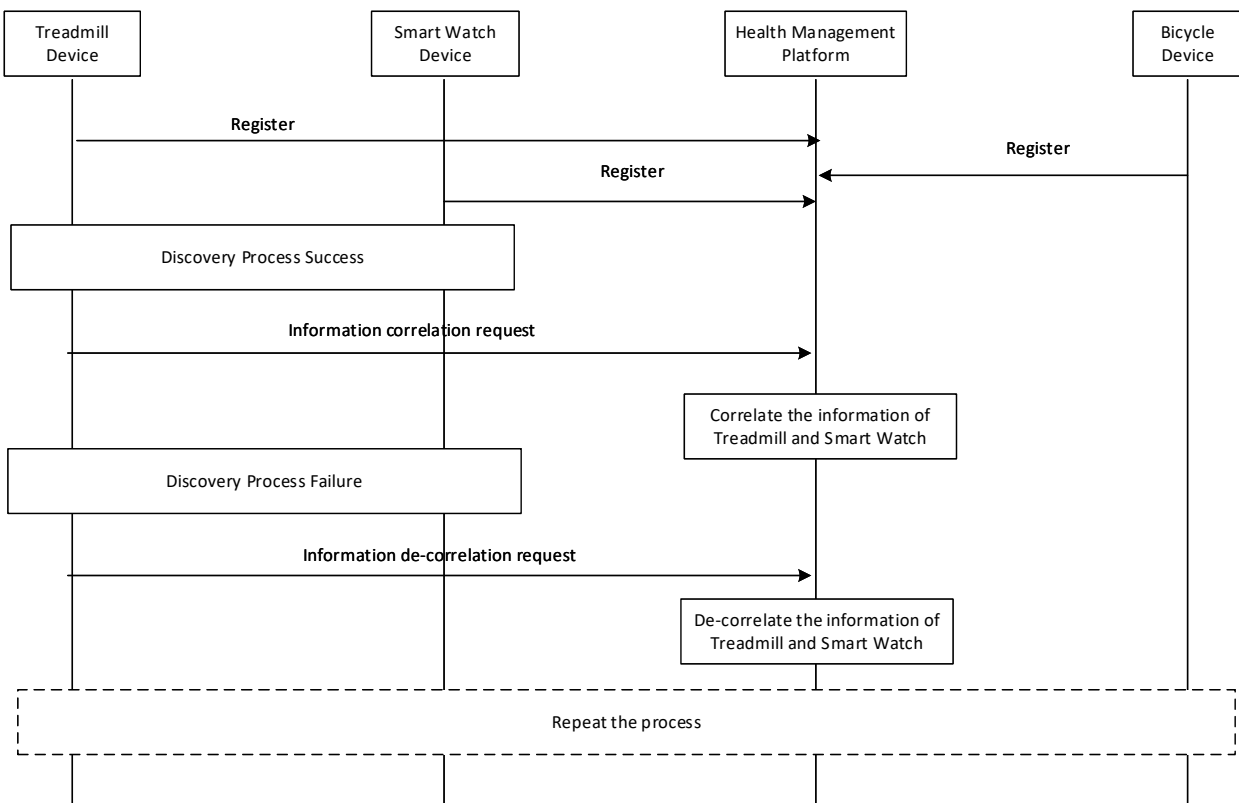 Treadmill
Device
Smart Watch
Device
Health Management
Platform
Bicycle
Device
Register
Register
Register
Discovery Process Success
Information correlation request
Correlate the information of
Treadmill and Smart Watch
Discovery Process Failure
Information de-correlation request
De-correlate the information of
Treadmill and Smart Watch
Repeat the process